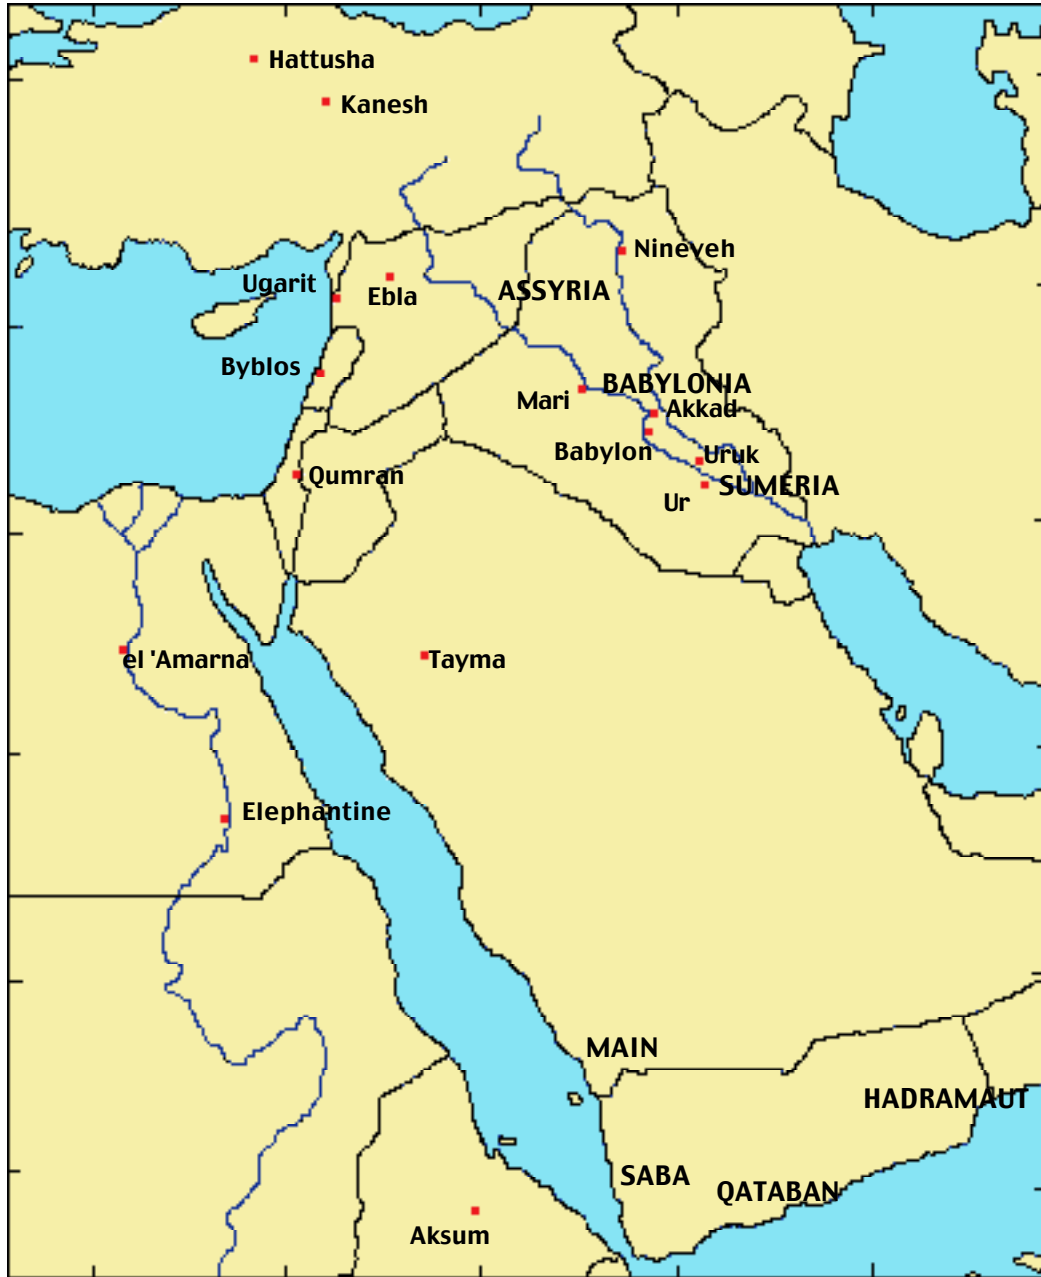 Hattusha
Kanesh
Nineveh
Ugarit
Ebla
ASSYRIA
Byblos
BABYLONIA
Mari
Akkad
Babylon
Uruk
Qumran
SUMERIA
Ur
el 'Amarna
Tayma
Elephantine
MAIN
HADRAMAUT
SABA
QATABAN
Aksum